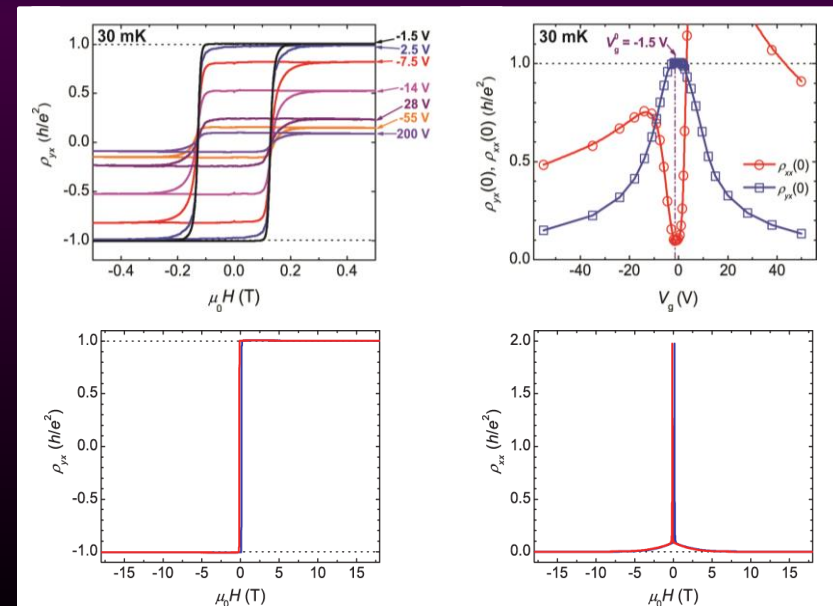 30 mK
-1.5 V
2.5 V
-7.5 V
-14 V
28 V
-55 V
200 V
1.0
0.5
0.0
-0.5
-1.0
ρyx (h/e²)
-0.4 -0.2 0.0 0.2 0.4
μ₀H (T)
30 mK
V⁰g = -1.5 V
1.0
0.5
0.0
ρyx(0), ρxx(0) (h/e²)
ρxx(0)
ρyx(0)
-40 -20 0 20 40
Vg (V)
1.0
0.5
0.0
-0.5
-1.0
ρyx (h/e²)
-15 -10 -5 0 5 10 15
μ₀H (T)
2.0
1.5
1.0
0.5
0.0
ρxx (h/e²)
-15 -10 -5 0 5 10 15
μ₀H (T)